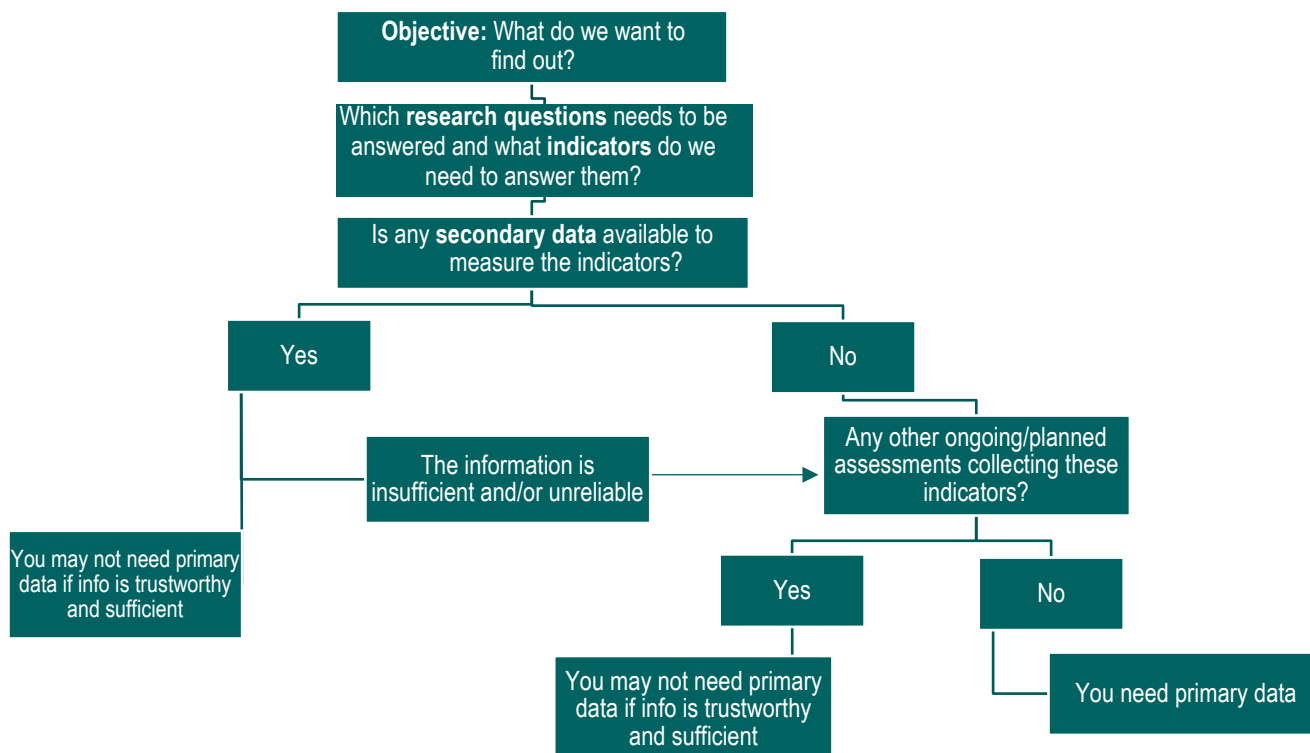 Objective: What do we want to
find out?
Which research questions needs to be
answered and what indicators do we
need to answer them?
Is any secondary data available to
measure the indicators?
Yes
No
The information is
insufficient and/or unreliable
Any other ongoing/planned
assessments collecting these
indicators?
You may not need primary
data if info is trustworthy
and sufficient
Yes
No
You may not need primary
data if info is trustworthy
and sufficient
You need primary data